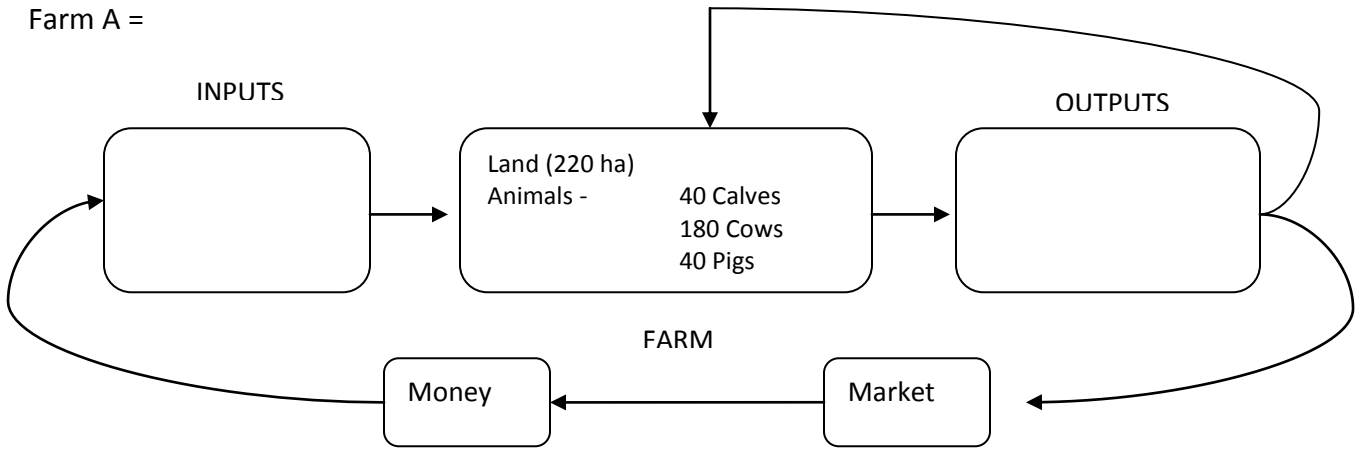 Farm A =
INPUTS
OUTPUTS
Land (220 ha)
Animals - 40 Calves
180 Cows
40 Pigs
FARM
Money
Market